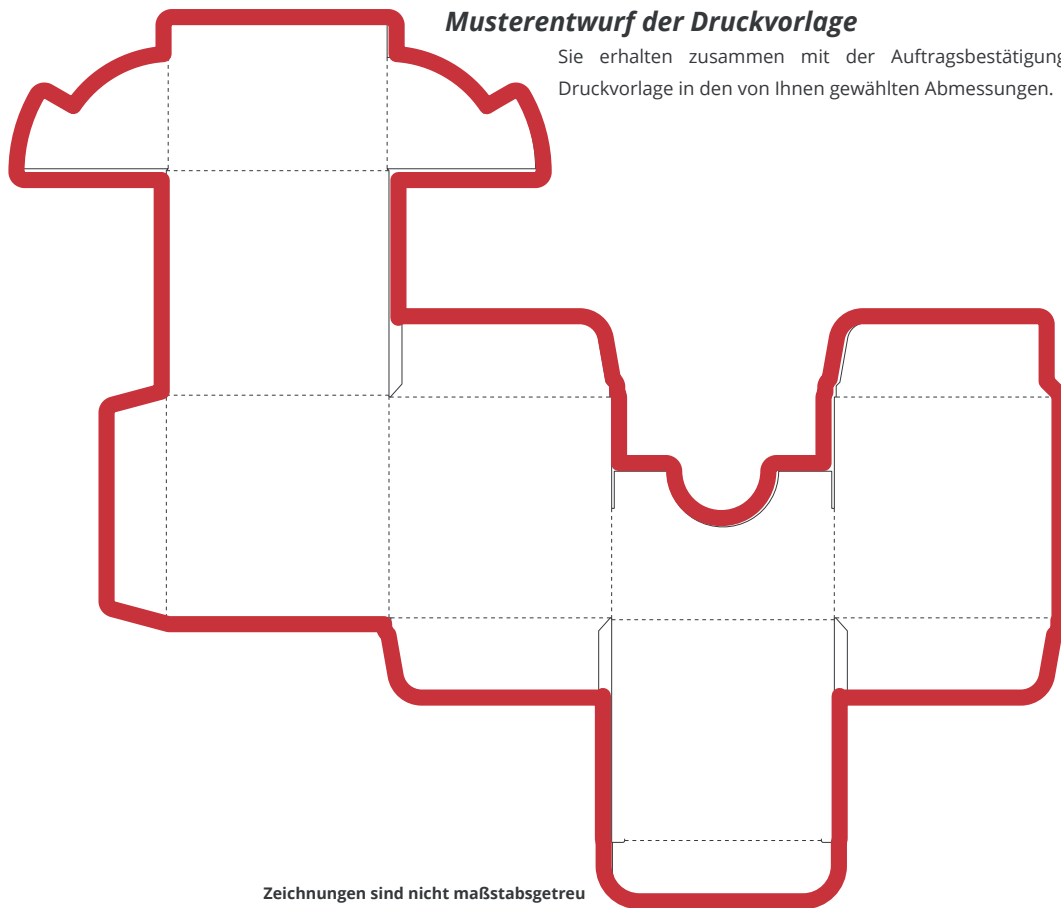 Musterentwurf der Druckvorlage
Sie erhalten zusammen mit der Auftragsbestätigung
Druckvorlage in den von Ihnen gewählten Abmessungen.
Zeichnungen sind nicht maßstabsgetreu